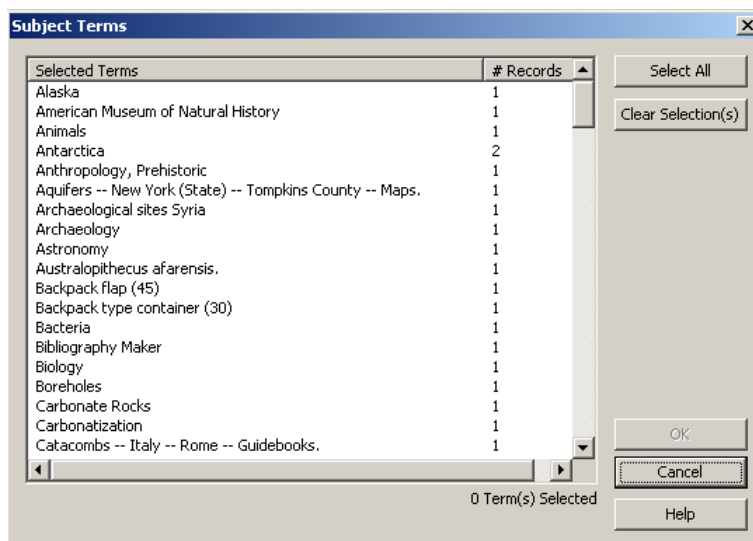 Subject Terms
Selected Terms # Records
Alaska 1
American Museum of Natural History 1
Animals 1
Antarctica 2
Anthropology, Prehistoric 1
Aquifers -- New York (State) -- Tompkins County -- Maps. 1
Archaeological sites Syria 1
Archaeology 1
Astronomy 1
Australopithecus afarensis. 1
Backpack flap (45) 1
Backpack type container (30) 1
Bacteria 1
Bibliography Maker 1
Biology 1
Boreholes 1
Carbonate Rocks 1
Carbonatization 1
Catacombs -- Italy -- Rome -- Guidebooks. 1
0 Term(s) Selected
Select All
Clear Selection(s)
OK
Cancel
Help